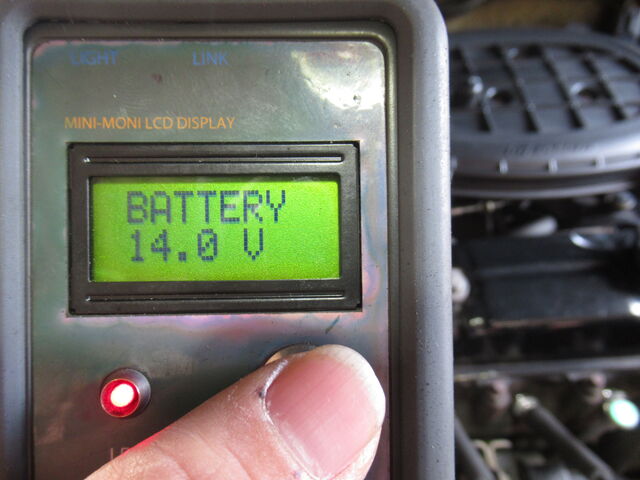 LIGHT LINK
MINI-MONI LCD DISPLAY
BATTERY
14.0 V